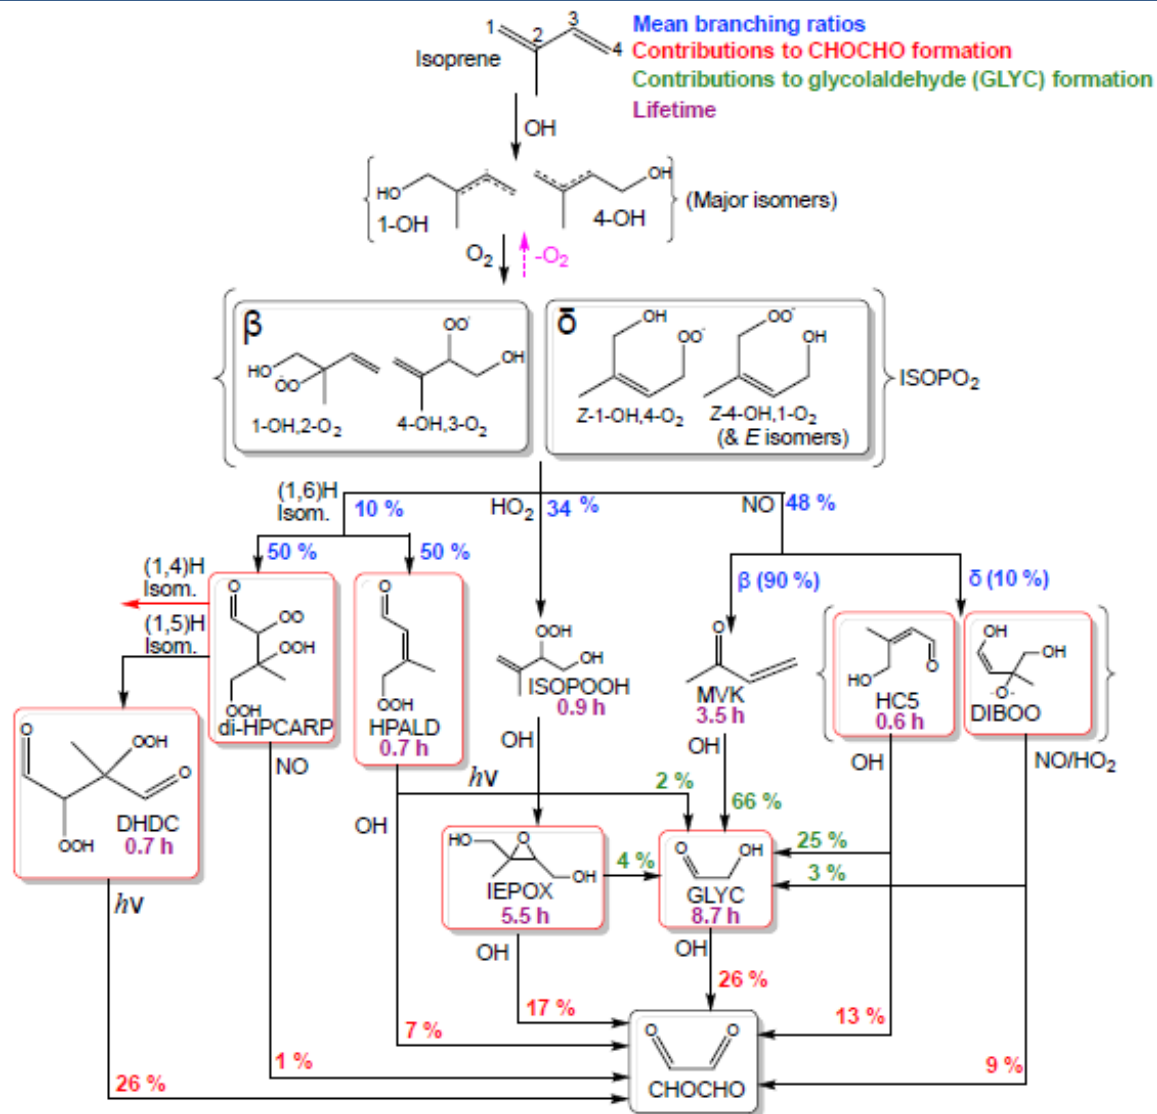 Mean branching ratios
Contributions to CHOCHO formation
Contributions to glycolaldehyde (GLYC) formation
Lifetime
1
2
3
4
Isoprene
OH
HO
1-OH
OH
4-OH
(Major isomers)
O2
-O2
β
HO
OO·
1-OH,2-O2
OO·
OH
4-OH,3-O2
δ
OH
OO·
Z-1-OH,4-O2
OO·
OH
Z-4-OH,1-O2
(& E isomers)
ISOPO2
(1,6)H
Isom.
10 %
HO2
34 %
NO
48 %
50 %
50 %
β (90 %)
δ (10 %)
(1,4)H
Isom.
(1,5)H
Isom.
O
OO
OOH
OOH
di-HPCARP
O
OOH
HPALD
0.7 h
OOH
OH
ISOPOOH
0.9 h
O
MVK
3.5 h
HO
O
HC5
0.6 h
OH
OH
O
DIBOO
O
OOH
O
OOH
DHDC
0.7 h
NO
OH
hν
OH
OH
OH
NO/HO2
2 %
66 %
25 %
3 %
4 %
HO
O
OH
IEPOX
5.5 h
O
OH
GLYC
8.7 h
hν
OH
OH
26 %
17 %
7 %
1 %
26 %
13 %
9 %
O
O
CHOCHO